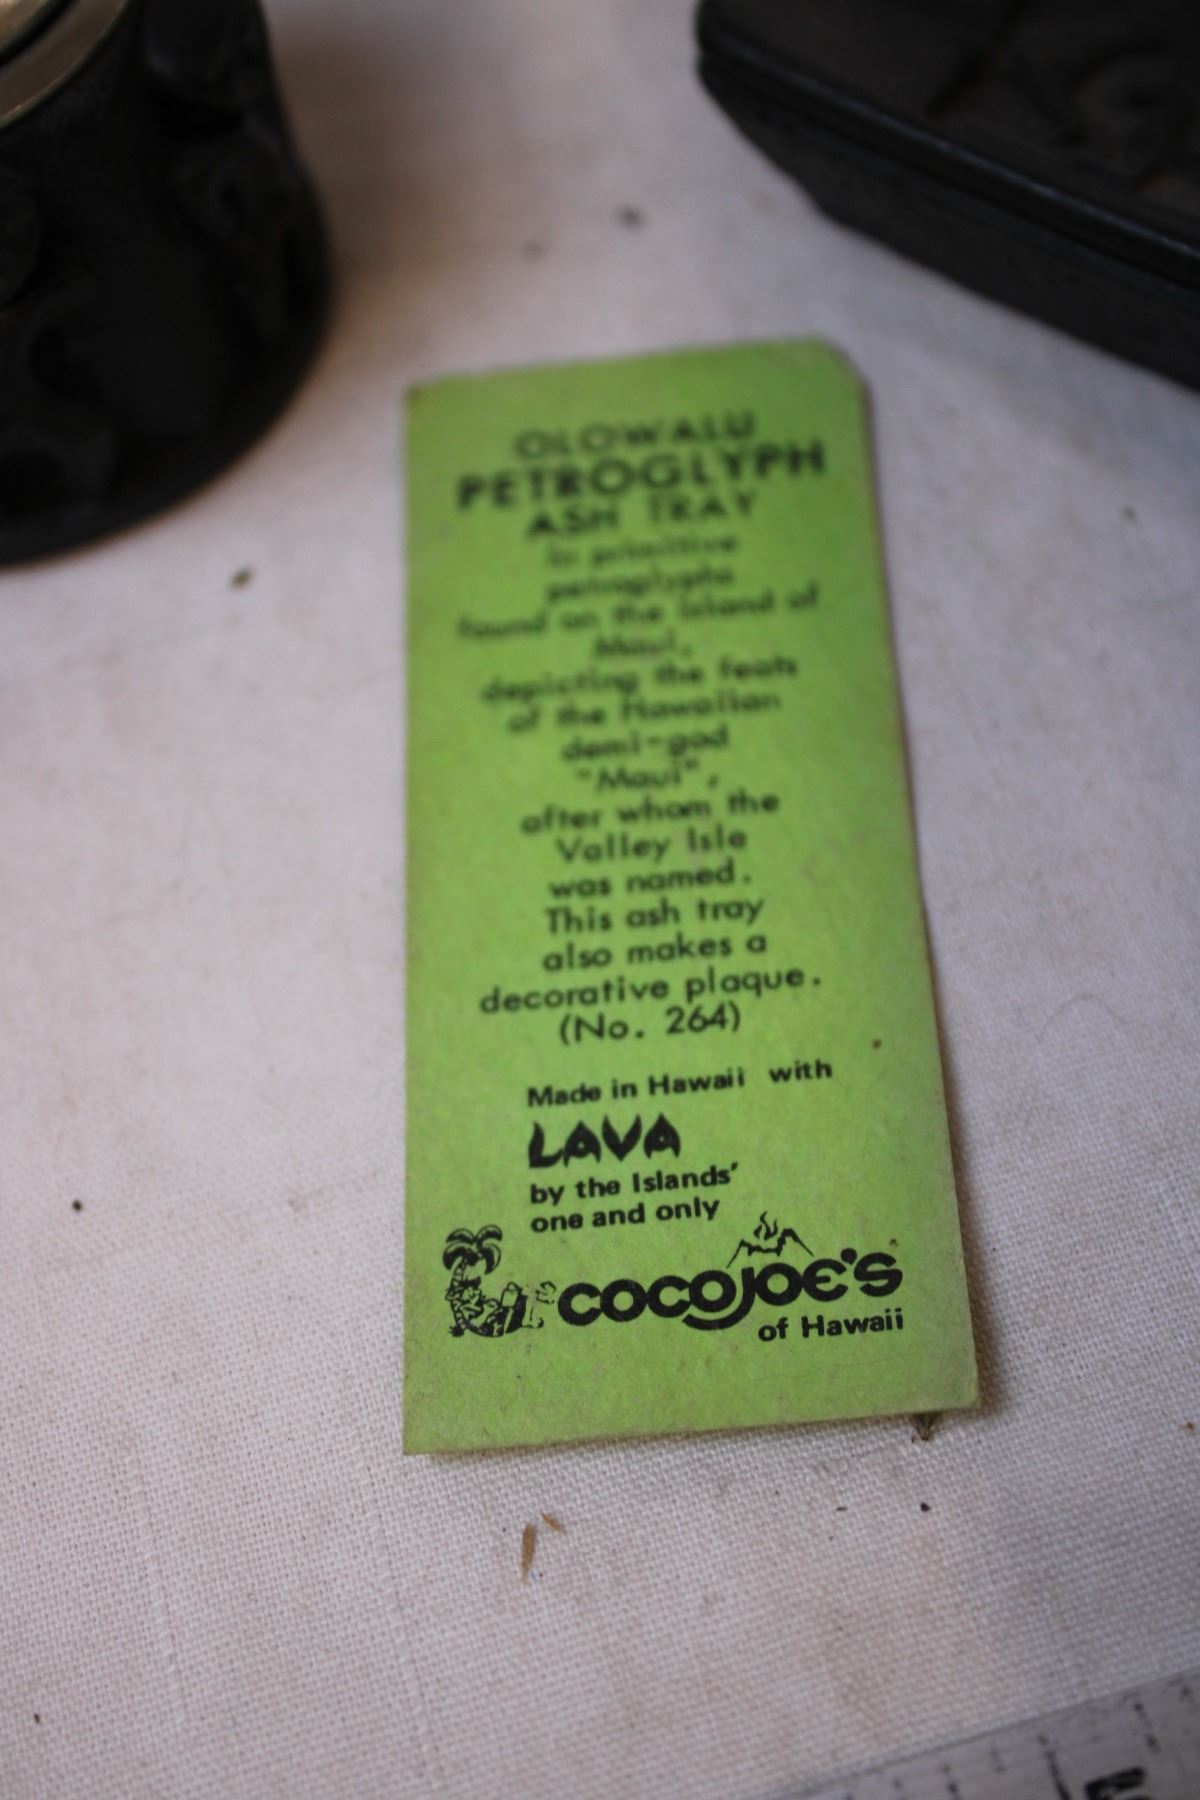 OLOWALU
PETROGLYPH
ASH TRAY
In primitive
petroglyphs
found on the island of
Maui,
depicting the feats
of the Hawaiian
demi-god
"Maui",
after whom the
Valley Isle
was named.
This ash tray
also makes a
decorative plaque.
(No. 264)
Made in Hawaii with
LAVA
by the Islands'
one and only
COCOJOE'S
of Hawaii
5